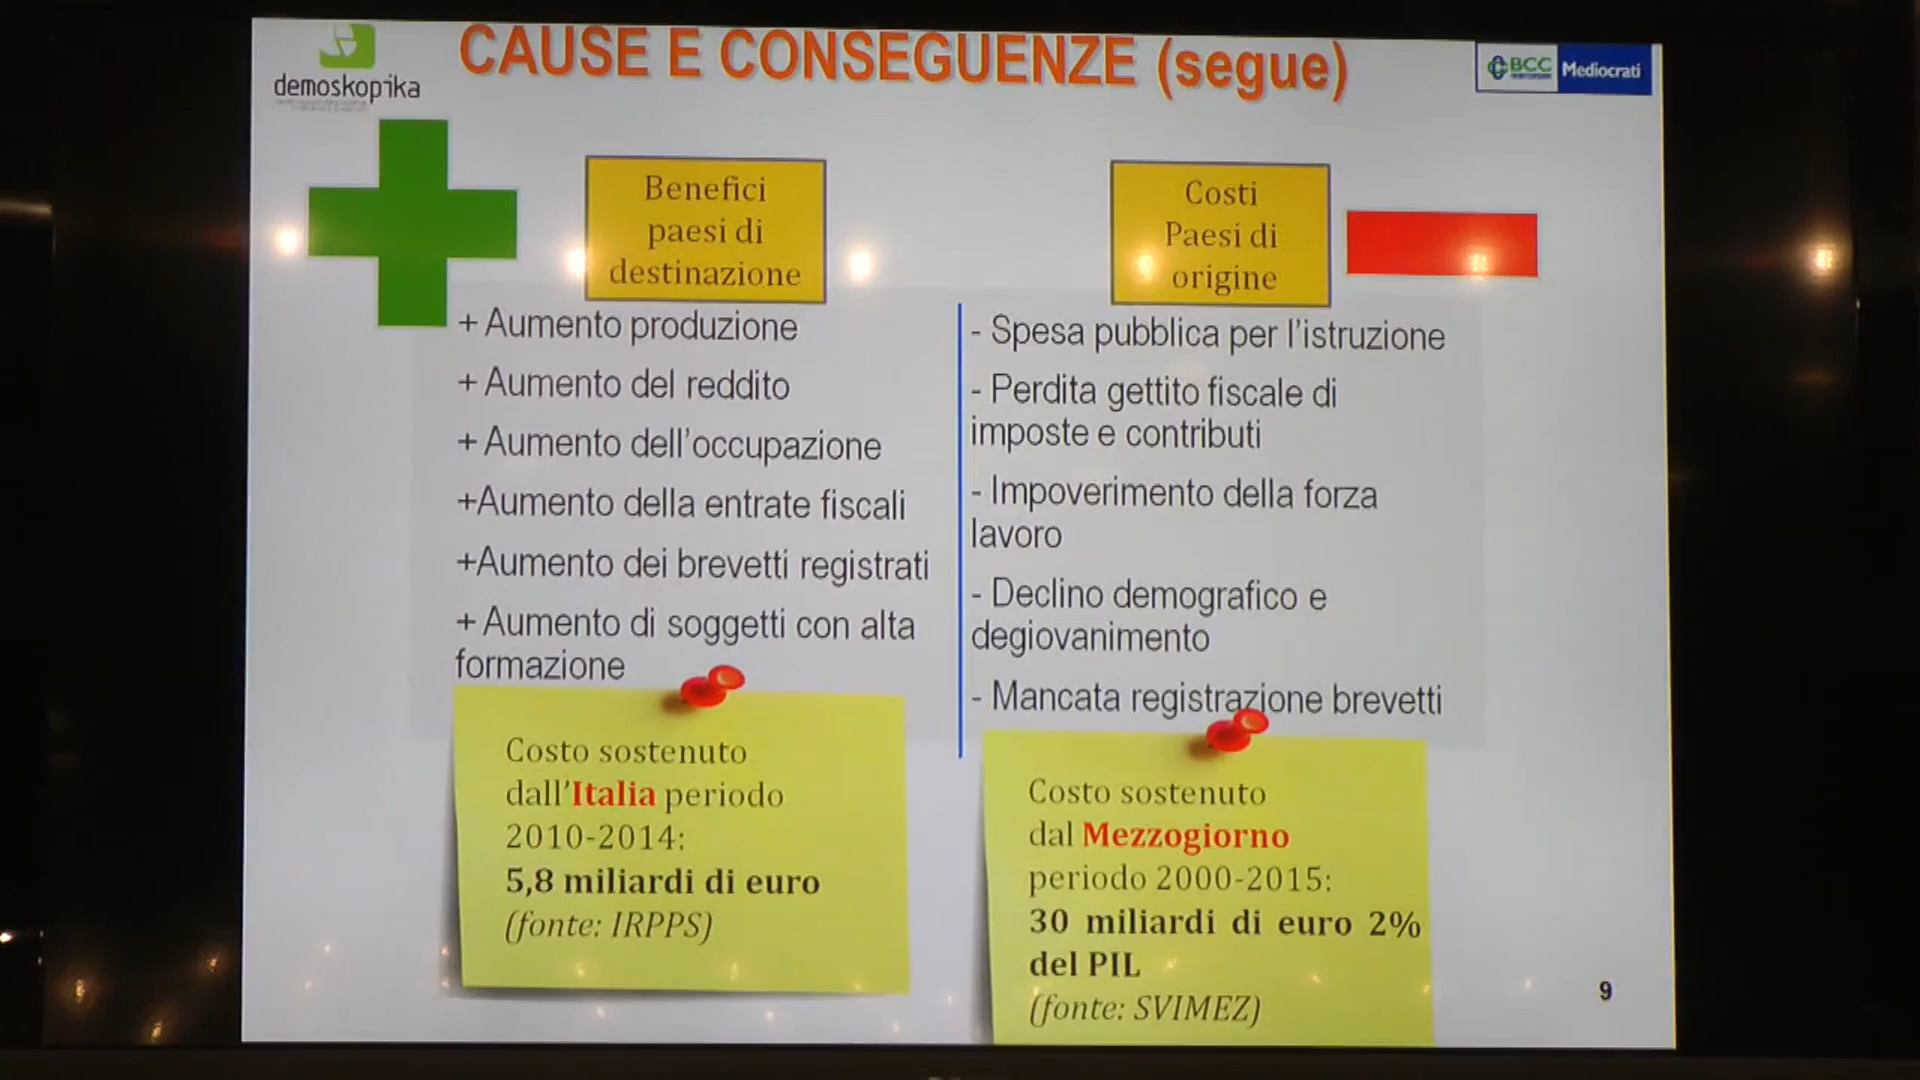 CAUSE E CONSEGUENZE (segue)
demoskopika
BCC
Mediocrati
Benefici
paesi di
destinazione
+ Aumento produzione
+ Aumento del reddito
+ Aumento dell'occupazione
+Aumento della entrate fiscali
+Aumento dei brevetti registrati
+ Aumento di soggetti con alta
formazione
Costo sostenuto
dall'Italia periodo
2010-2014:
5,8 miliardi di euro
(fonte: IRPPS)
Costi
Paesi di
origine
- Spesa pubblica per l'istruzione
- Perdita gettito fiscale di
imposte e contributi
- Impoverimento della forza
lavoro
- Declino demografico e
degiovanimento
- Mancata registrazione brevetti
Costo sostenuto
dal Mezzogiorno
periodo 2000-2015:
30 miliardi di euro 2%
del PIL
(fonte: SVIMEZ)
9